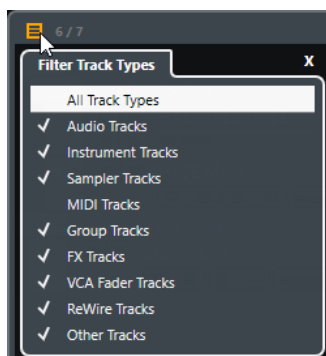 6 / 7
Filter Track Types X
All Track Types
✓ Audio Tracks
✓ Instrument Tracks
✓ Sampler Tracks
MIDI Tracks
✓ Group Tracks
✓ FX Tracks
✓ VCA Fader Tracks
✓ ReWire Tracks
✓ Other Tracks